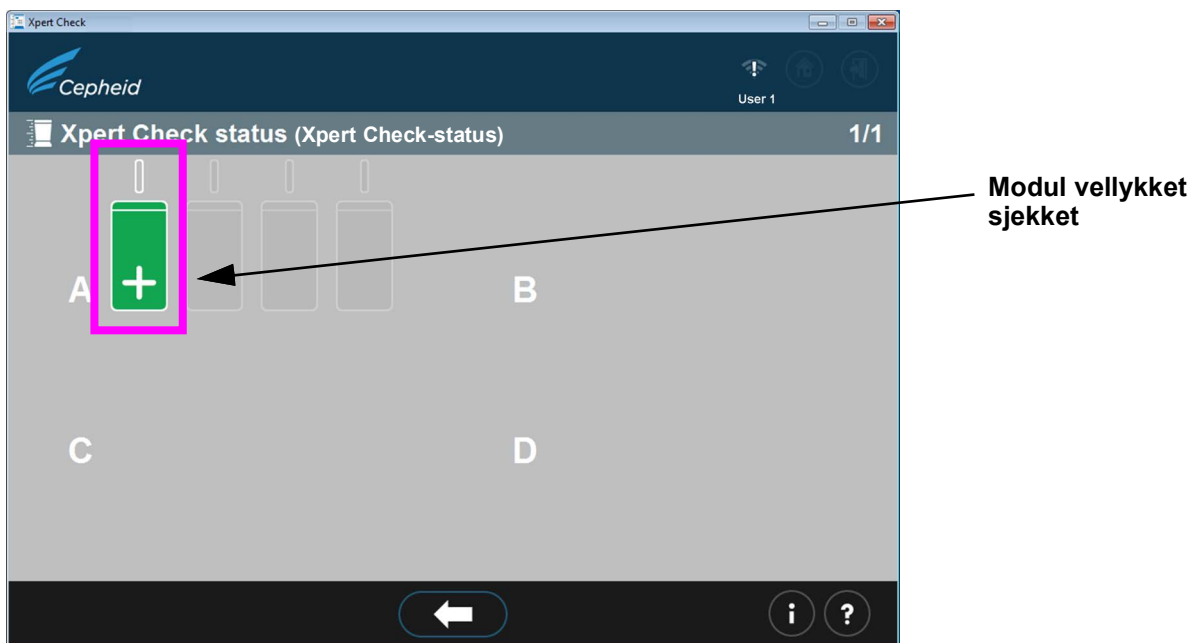 Xpert Check
Cepheid
User 1
Xpert Check status (Xpert Check-status)
1/1
Modul vellykket
sjekket
A
B
C
D
i
?